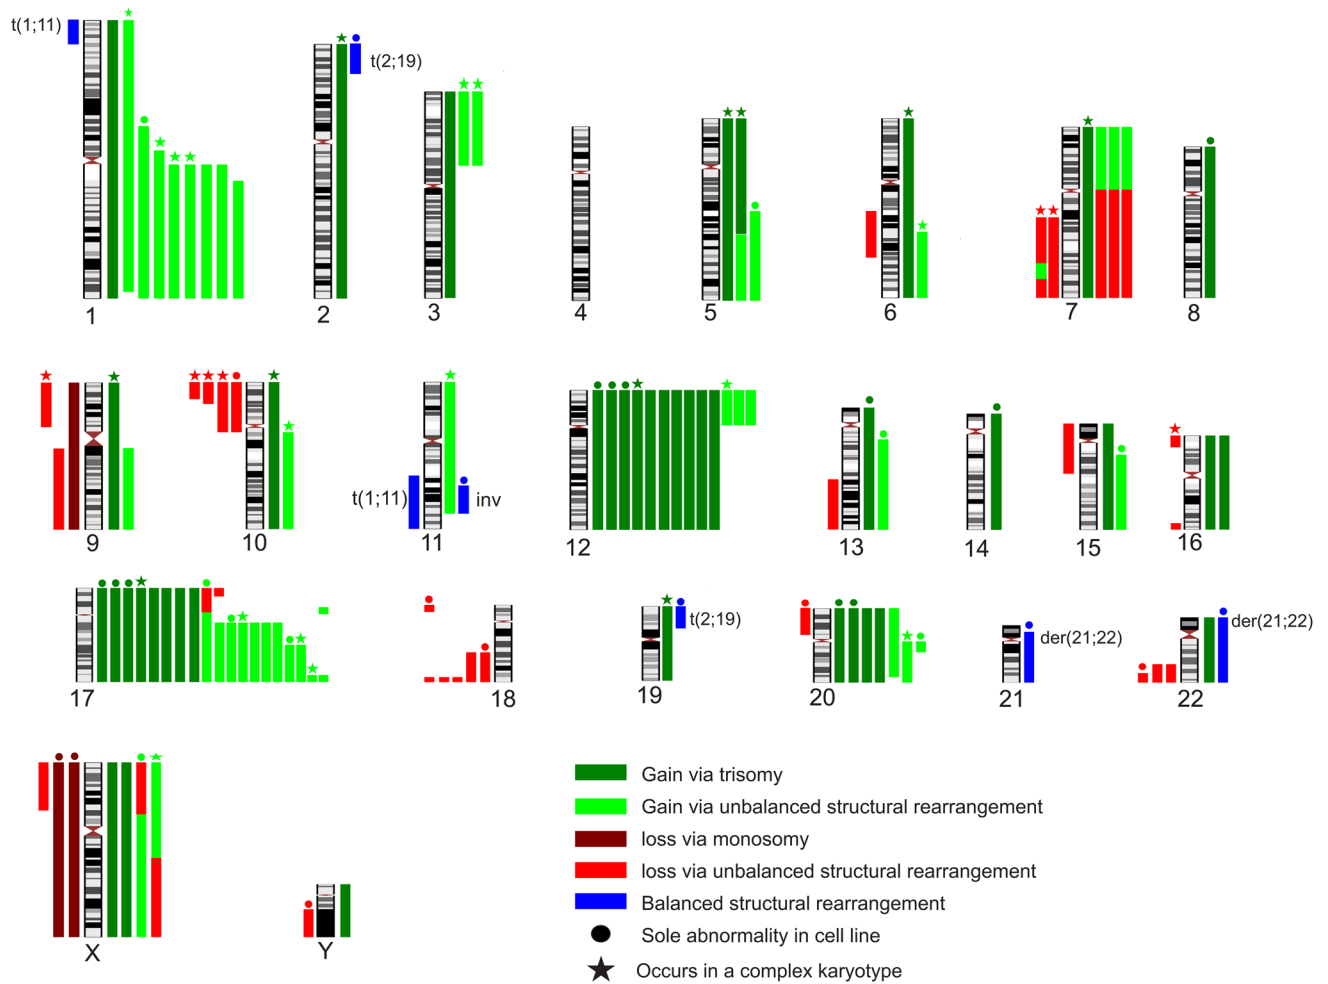 t(1;11)
t(2;19)
1
2
3
4
5
6
7
8
t(1;11)
inv
9
10
11
12
13
14
15
16
t(2;19)
der(21;22)
der(21;22)
17
18
19
20
21
22
X
Y
Gain via trisomy
Gain via unbalanced structural rearrangement
loss via monosomy
loss via unbalanced structural rearrangement
Balanced structural rearrangement
Sole abnormality in cell line
Occurs in a complex karyotype